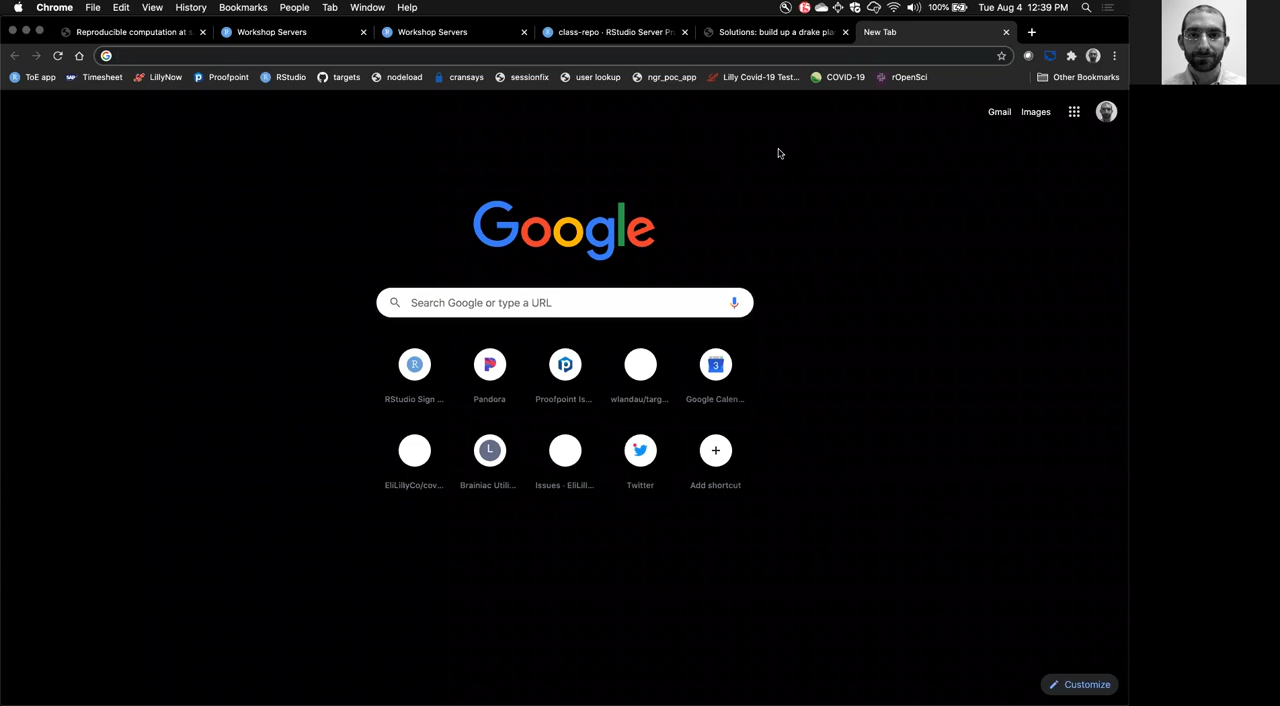 Chrome File Edit View History Bookmarks People Tab Window Help 100% Tue Aug 4 12:39 PM
Reproducible computation at s Workshop Servers Workshop Servers class-repo · RStudio Server Pr Solutions: build up a drake pla New Tab
ToE app Timesheet LillyNow Proofpoint RStudio targets nodeload cransays sessionfix user lookup ngr_poc_app Lilly Covid-19 Test... COVID-19 rOpenSci Other Bookmarks
Gmail Images
Google
Search Google or type a URL
RStudio Sign ... Pandora Proofpoint Is... wlandau/targ... Google Calen...
EliLillyCo/cov... Brainiac Utili... Issues · EliLill... Twitter Add shortcut
Customize